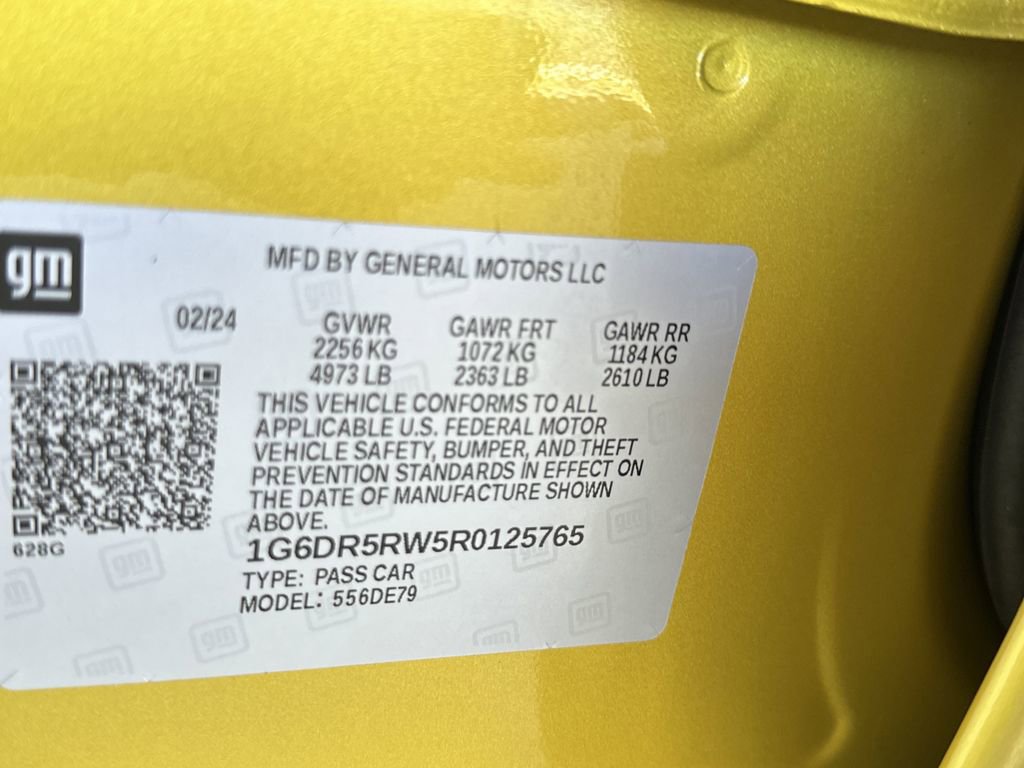 gm
MFD BY GENERAL MOTORS LLC
02/24
GVWR GAWR FRT GAWR RR
2256 KG 1072 KG 1184 KG
4973 LB 2363 LB 2610 LB
THIS VEHICLE CONFORMS TO ALL
APPLICABLE U.S. FEDERAL MOTOR
VEHICLE SAFETY, BUMPER, AND THEFT
PREVENTION STANDARDS IN EFFECT ON
THE DATE OF MANUFACTURE SHOWN
ABOVE.
628G
1G6DR5RW5R0125765
TYPE: PASS CAR
MODEL: 556DE79